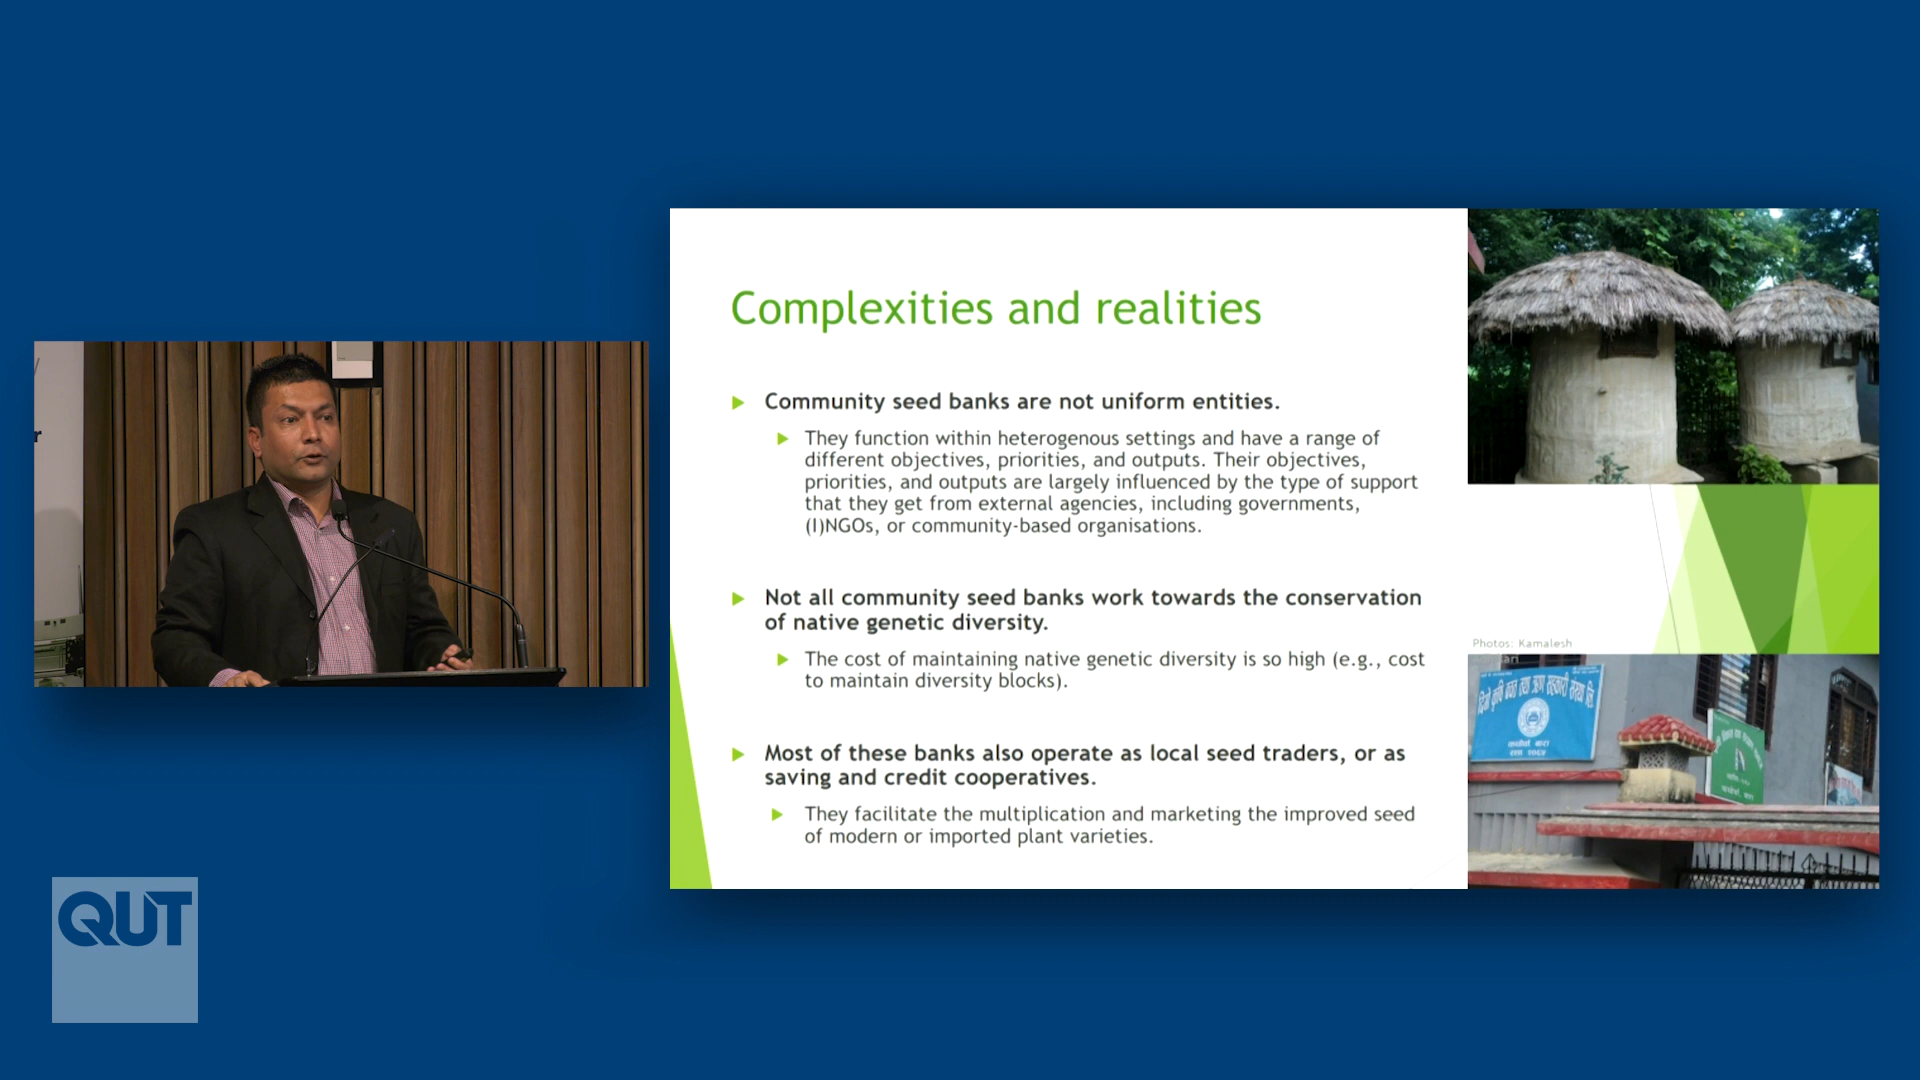 Complexities and realities
Community seed banks are not uniform entities.
They function within heterogenous settings and have a range of
different objectives, priorities, and outputs. Their objectives,
priorities, and outputs are largely influenced by the type of support
that they get from external agencies, including governments,
(I)NGOs, or community-based organisations.
Not all community seed banks work towards the conservation
of native genetic diversity.
The cost of maintaining native genetic diversity is so high (e.g., cost
to maintain diversity blocks).
Most of these banks also operate as local seed traders, or as
saving and credit cooperatives.
They facilitate the multiplication and marketing the improved seed
of modern or imported plant varieties.
Photos: Kamalesh
QUT